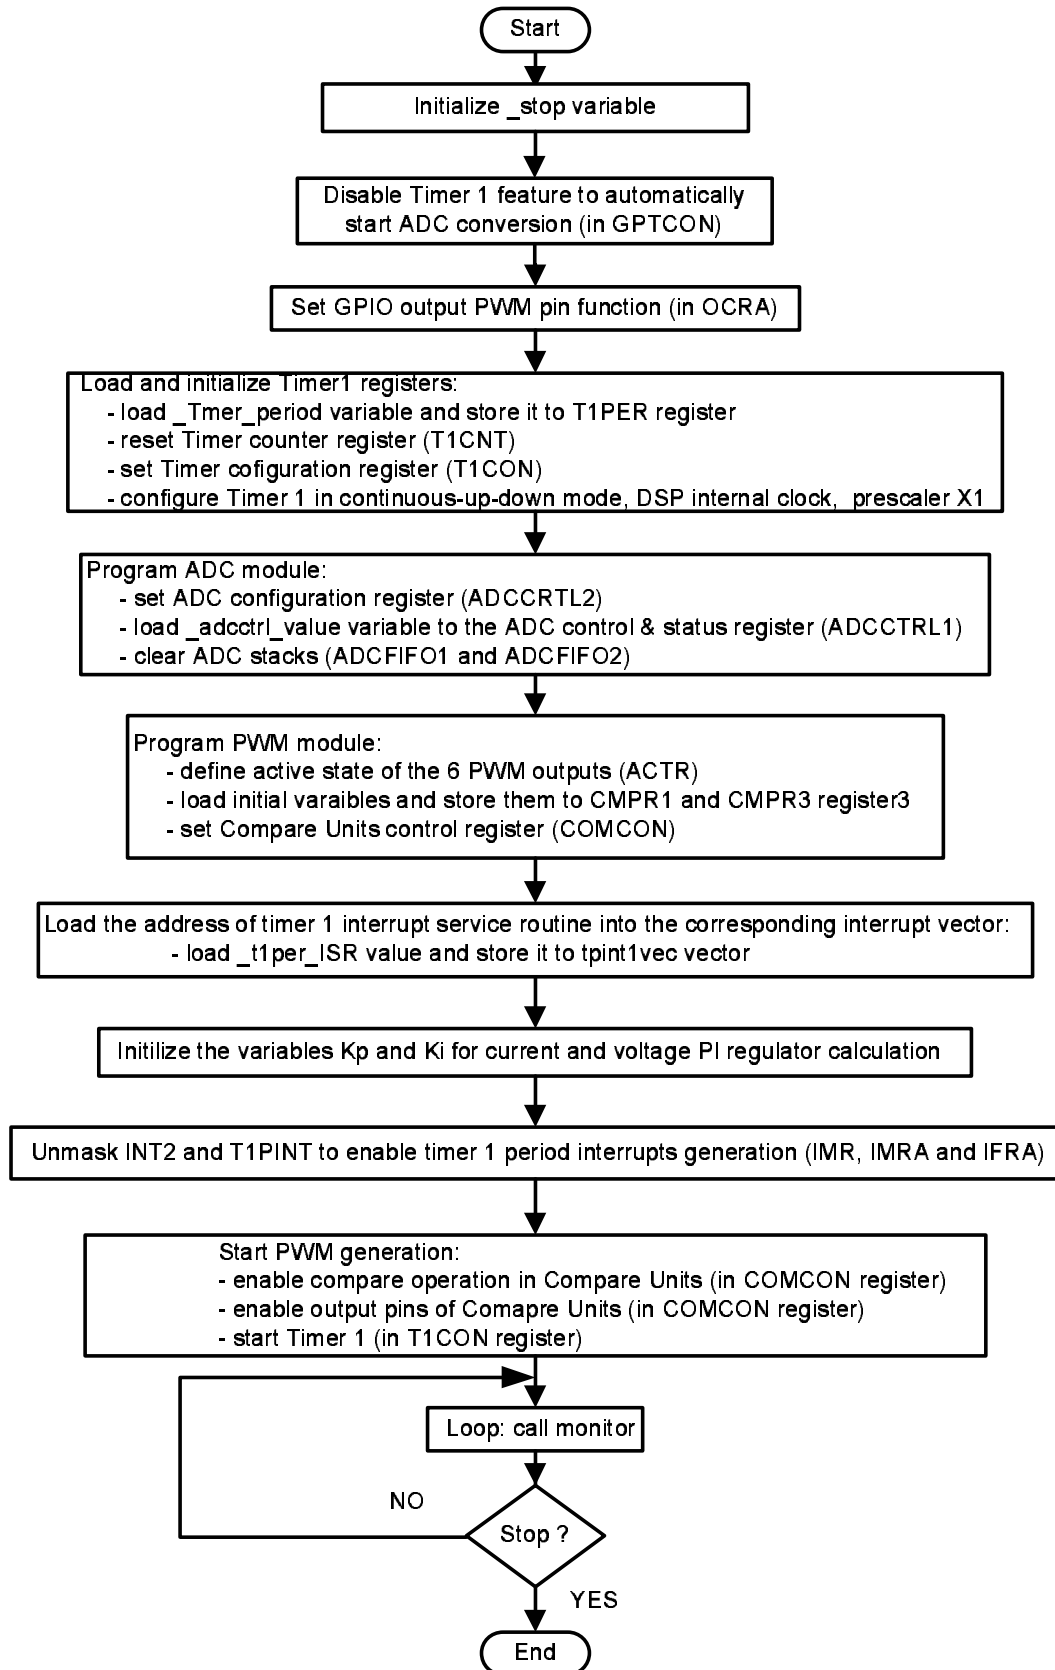 Start
Initialize _stop variable
Disable Timer 1 feature to automatically
start ADC conversion (in GPTCON)
Set GPIO output PWM pin function (in OCRA)
Load and initialize Timer1 registers:
- load _Tmer_period variable and store it to T1PER register
- reset Timer counter register (T1CNT)
- set Timer cofiguration register (T1CON)
- configure Timer 1 in continuous-up-down mode, DSP internal clock, prescaler X1
Program ADC module:
- set ADC configuration register (ADCCRTL2)
- load _adcctrl_value variable to the ADC control & status register (ADCCTRL1)
- clear ADC stacks (ADCFIFO1 and ADCFIFO2)
Program PWM module:
- define active state of the 6 PWM outputs (ACTR)
- load initial varaibles and store them to CMPR1 and CMPR3 register3
- set Compare Units control register (COMCON)
Load the address of timer 1 interrupt service routine into the corresponding interrupt vector:
- load _t1per_ISR value and store it to tpint1vec vector
Initilize the variables Kp and Ki for current and voltage PI regulator calculation
Unmask INT2 and T1PINT to enable timer 1 period interrupts generation (IMR, IMRA and IFRA)
Start PWM generation:
- enable compare operation in Compare Units (in COMCON register)
- enable output pins of Comapre Units (in COMCON register)
- start Timer 1 (in T1CON register)
Loop: call monitor
NO
Stop ?
YES
End